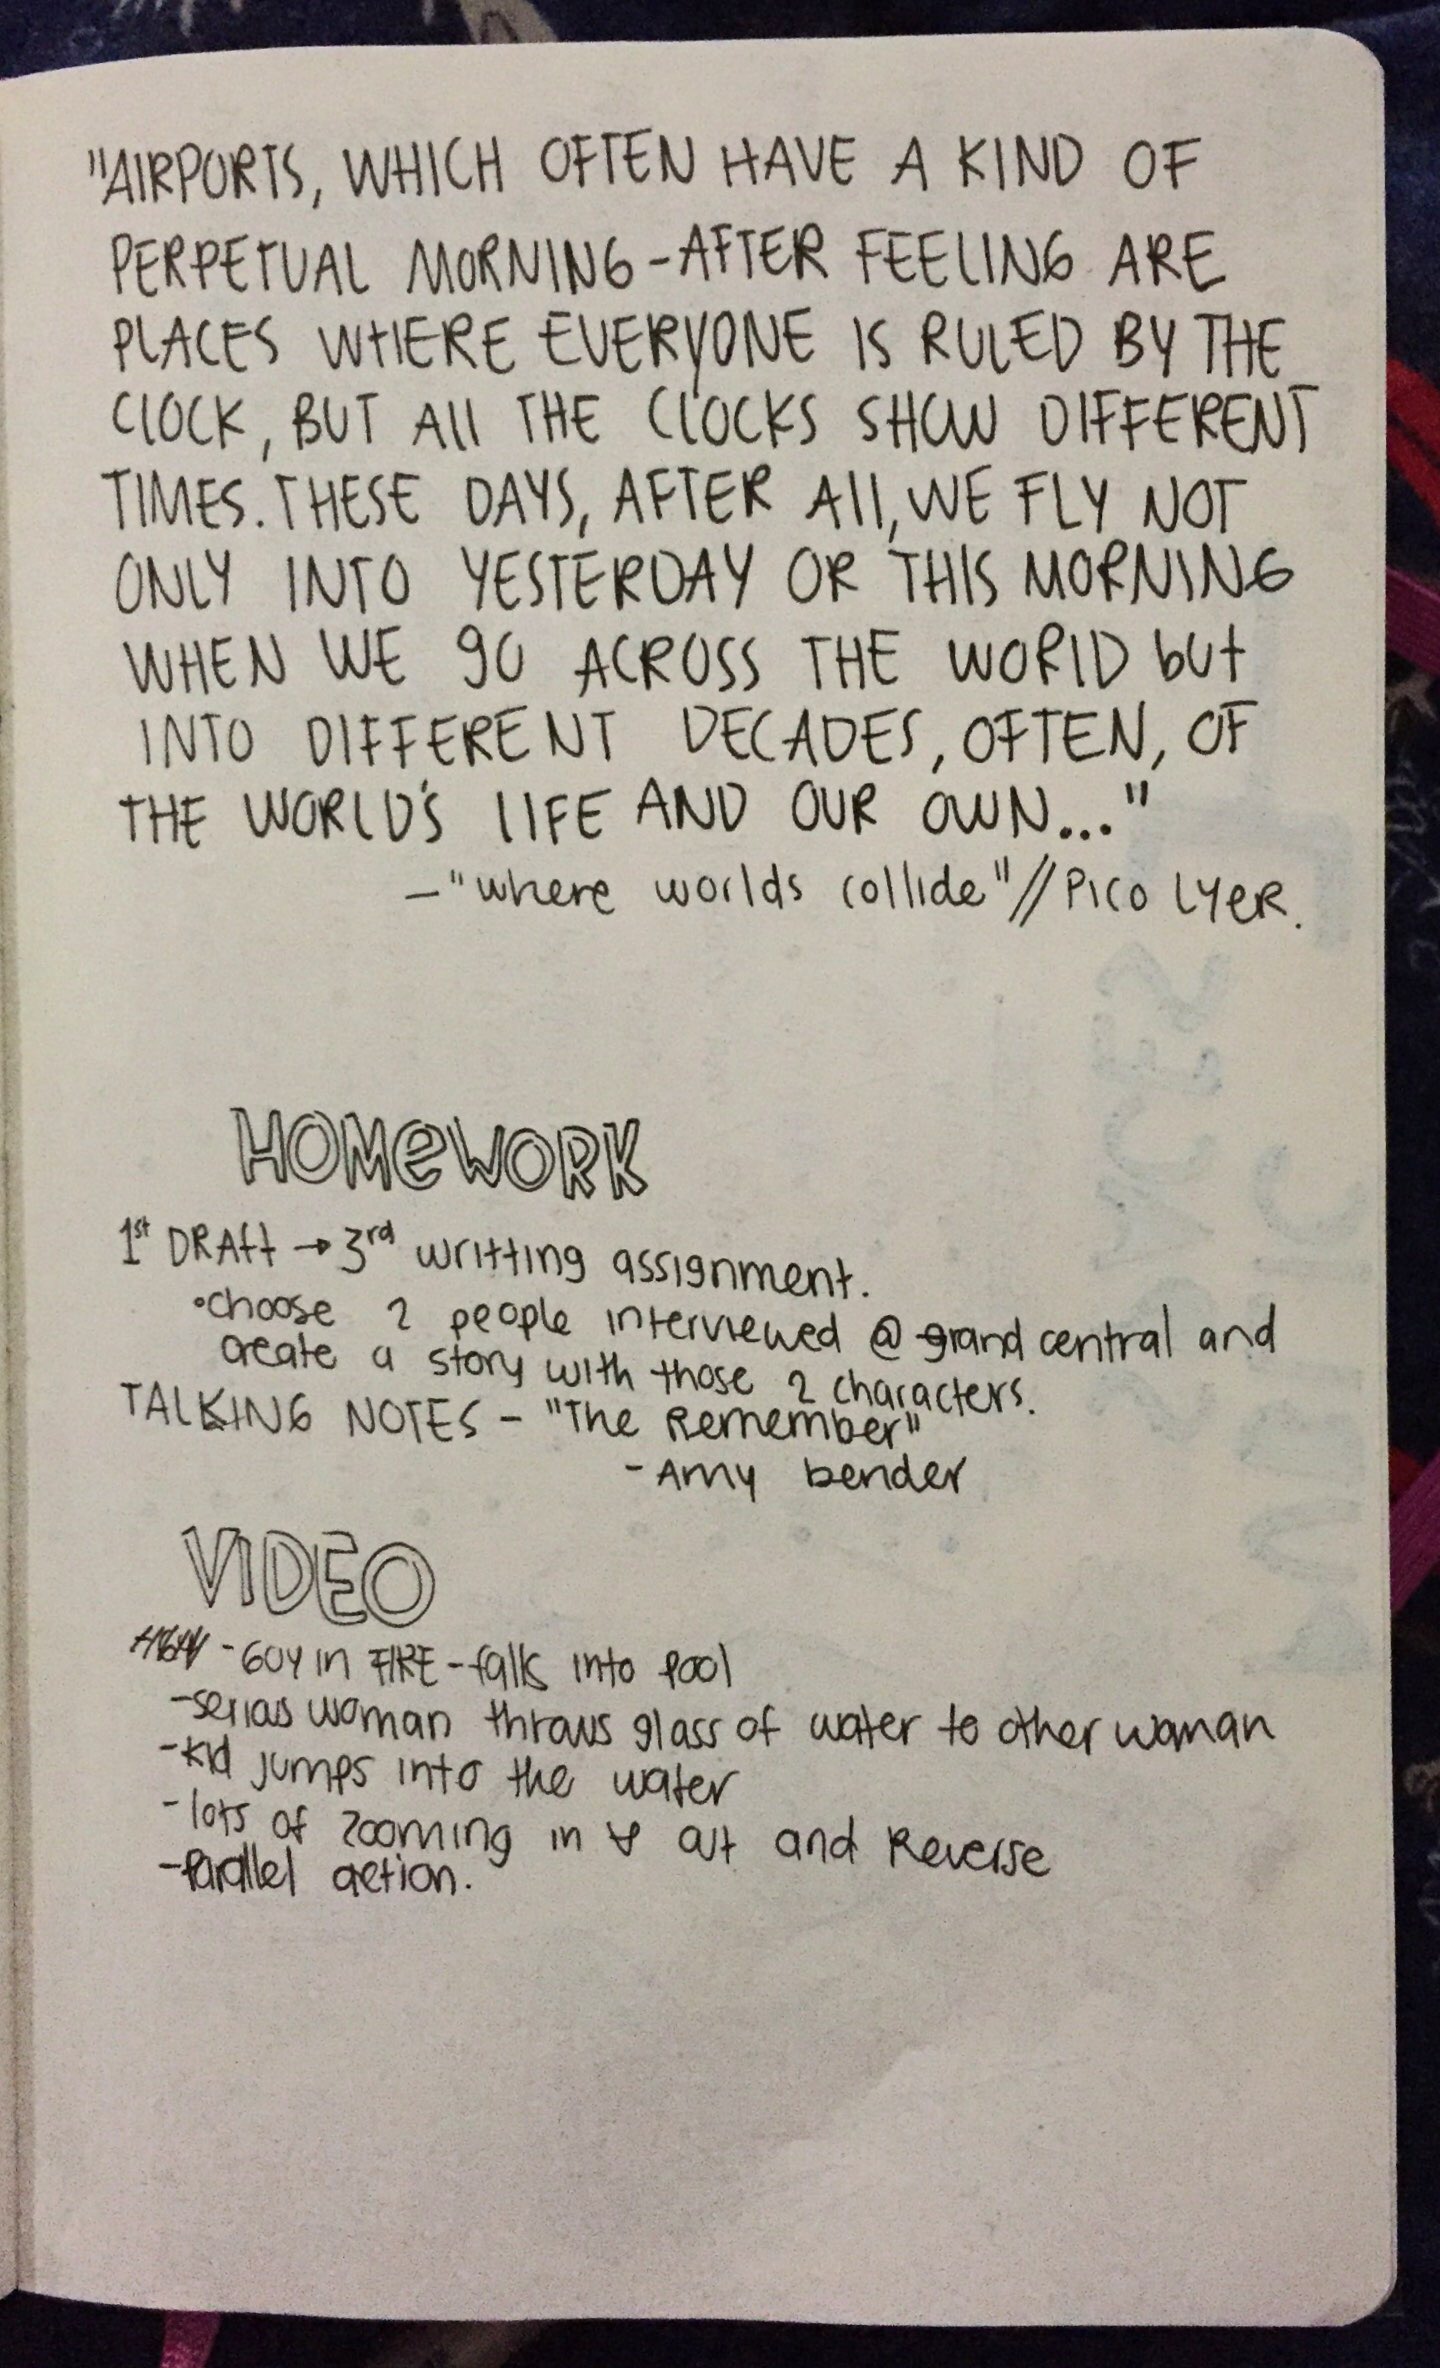 "AIRPORTS, WHICH OFTEN HAVE A KIND OF
PERPETUAL MORNING-AFTER FEELING ARE
PLACES WHERE EVERYONE IS RULED BY THE
CLOCK, BUT All THE ClOCKS SHOW DIFFERENT
TIMES. THESE DAYS, AFTER All, WE FLY NOT
ONLY INTO YESTERDAY OR THIS MORNING
WHEN WE gO ACROSS THE WORlD but
INTO DIFFERENT DECADES, OFTEN, OF
THE WORLD'S lIFE AND OUR OWN..."
—"where worlds collide"//Pico LYER.
HOMeWORK
1st DRAft → 3rd writting assignment.
•choose 2 people interviewed @ grand central and
create a story with those 2 characters.
TALKING NOTES - "The Remember"
- Amy bender
VIDEO
- GUY in FIRE - falls into pool
-serias woman throws glass of water to other woman
-kid jumps into the water
-lots of zooming in & out and Reverse
-Parallel action.